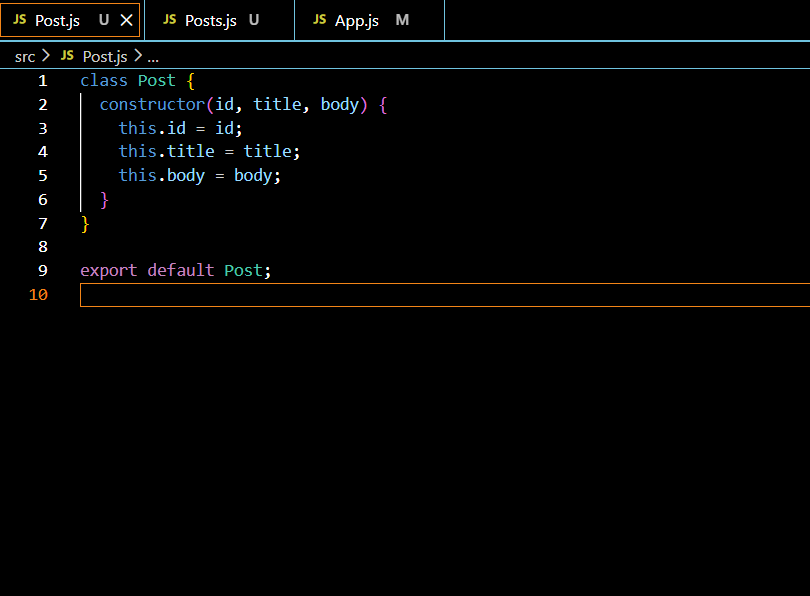 JS Post.js U × JS Posts.js U JS App.js M
src > JS Post.js > ...
1 class Post {
2   constructor(id, title, body) {
3     this.id = id;
4     this.title = title;
5     this.body = body;
6   }
7 }
8
9 export default Post;
10